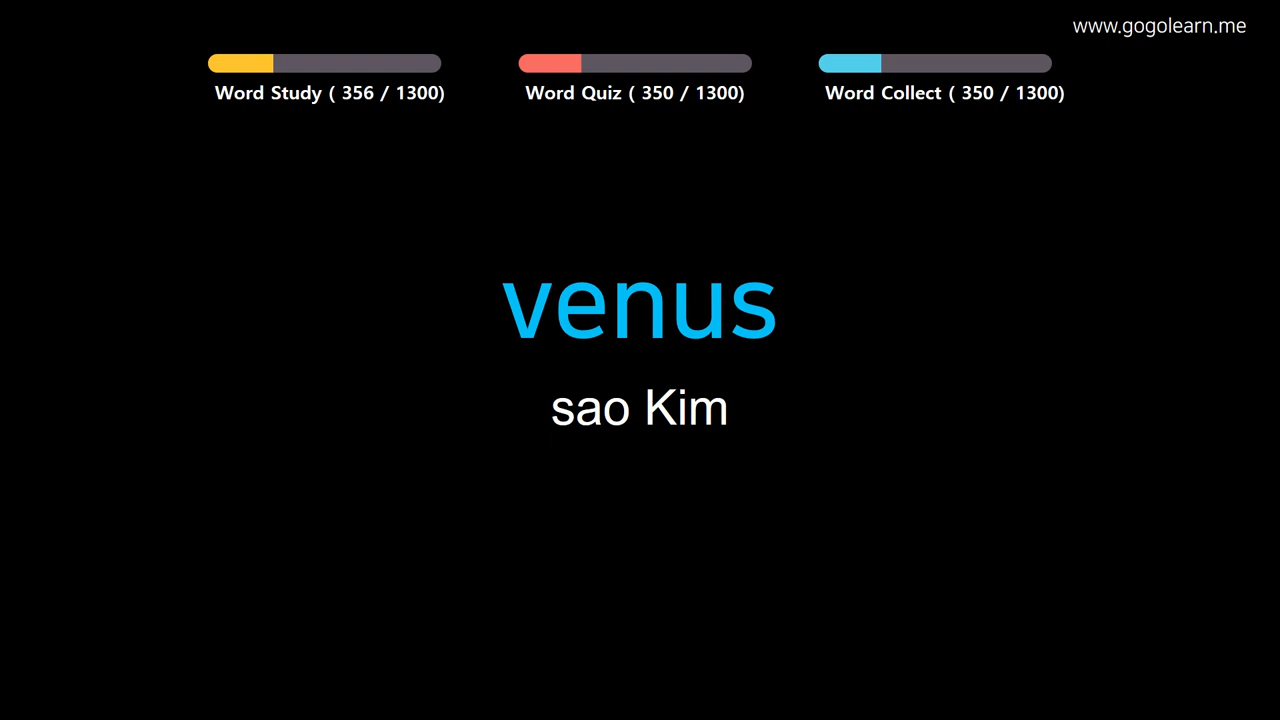 www.gogolearn.me
Word Study ( 356 / 1300)
Word Quiz ( 350 / 1300)
Word Collect ( 350 / 1300)
venus
sao Kim